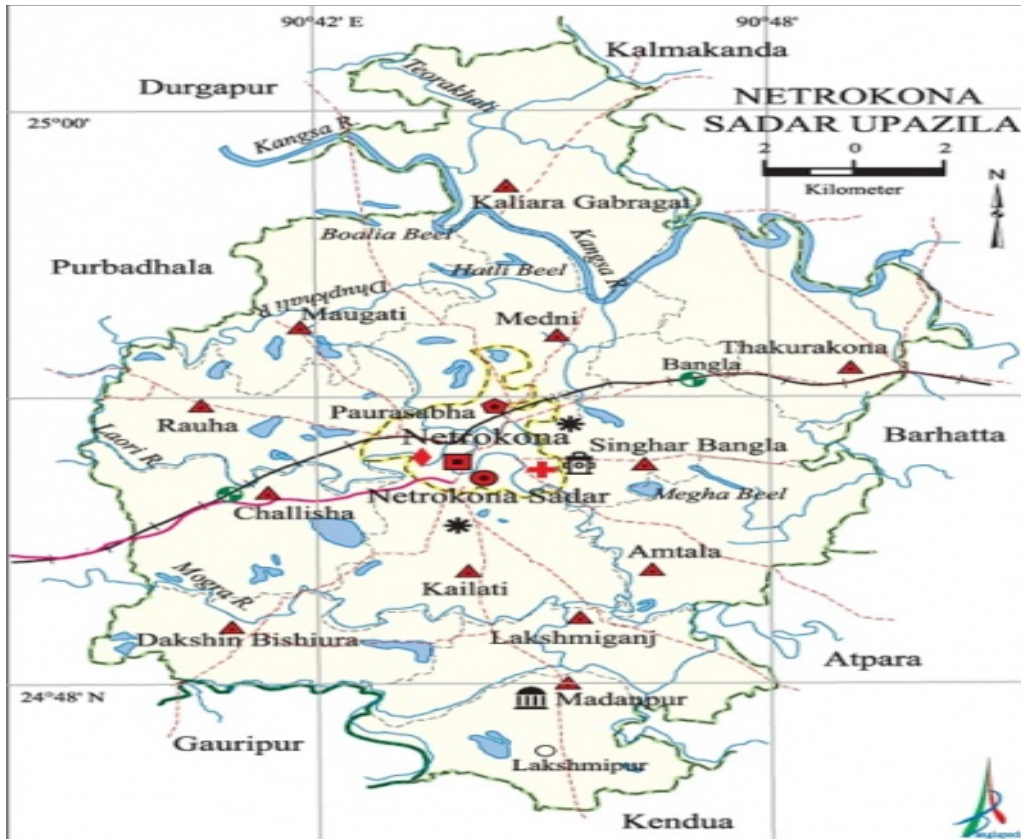 90°42' E
90°48'
Kalmakanda
Durgapur
Teorakhali
NETROKONA
SADAR UPAZILA
25°00'
Kangsa R.
2 0 2
Kilometer
N
Kaliara Gabragat
Boalia Beel
Kangsa R.
Purbadhala
Hatli Beel
Dhupkhali R.
Maugati
Medni
Thakurakona
Bangla
Paurasabha
Rauha
Netrokona
Barhatta
Laori R.
Singhar Bangla
Netrokona Sadar
Megha Beel
Challisha
Amtala
Mogra R.
Kailati
Dakshin Bishiura
Lakshmiganj
Atpara
24°48' N
Madanpur
Gauripur
Lakshmipur
Kendua